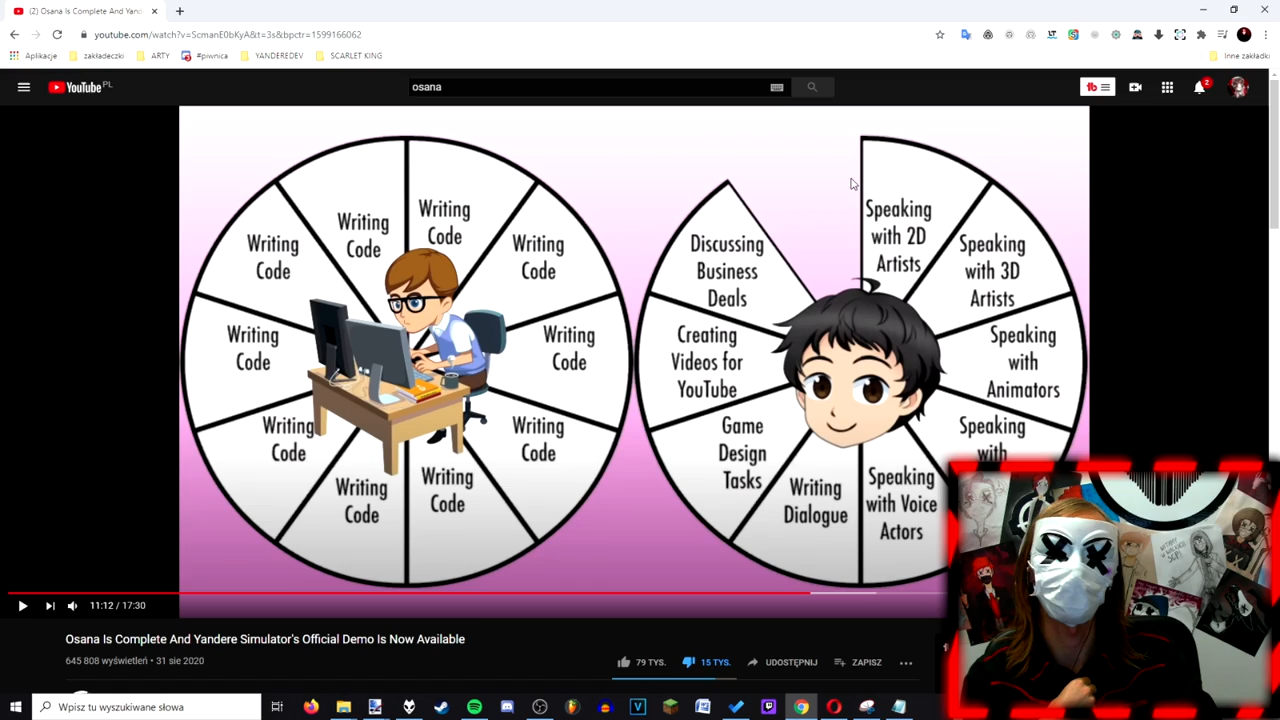 (2) Osana Is Complete And Yand
youtube.com/watch?v=ScmanE0bKyA&t=3s&bpctr=1599166062
Aplikacje
zakładeczki
ARTY
#piwnica
YANDEREDEV
SCARLET KING
Inne zakładki
YouTube PL
osana
2
Writing
Code
Writing
Code
Writing
Code
Writing
Code
Writing
Code
Writing
Code
Writing
Code
Writing
Code
Writing
Code
Writing
Code
Discussing
Business
Deals
Speaking
with 2D
Artists
Speaking
with 3D
Artists
Creating
Videos for
YouTube
Speaking
with
Animators
Game
Design
Tasks
Speaking
with
Writing
Dialogue
Speaking
with Voice
Actors
11:12 / 17:30
Osana Is Complete And Yandere Simulator's Official Demo Is Now Available
645 808 wyświetleń • 31 sie 2020
79 TYS.
15 TYS.
UDOSTĘPNIJ
ZAPISZ
Wpisz tu wyszukiwane słowa